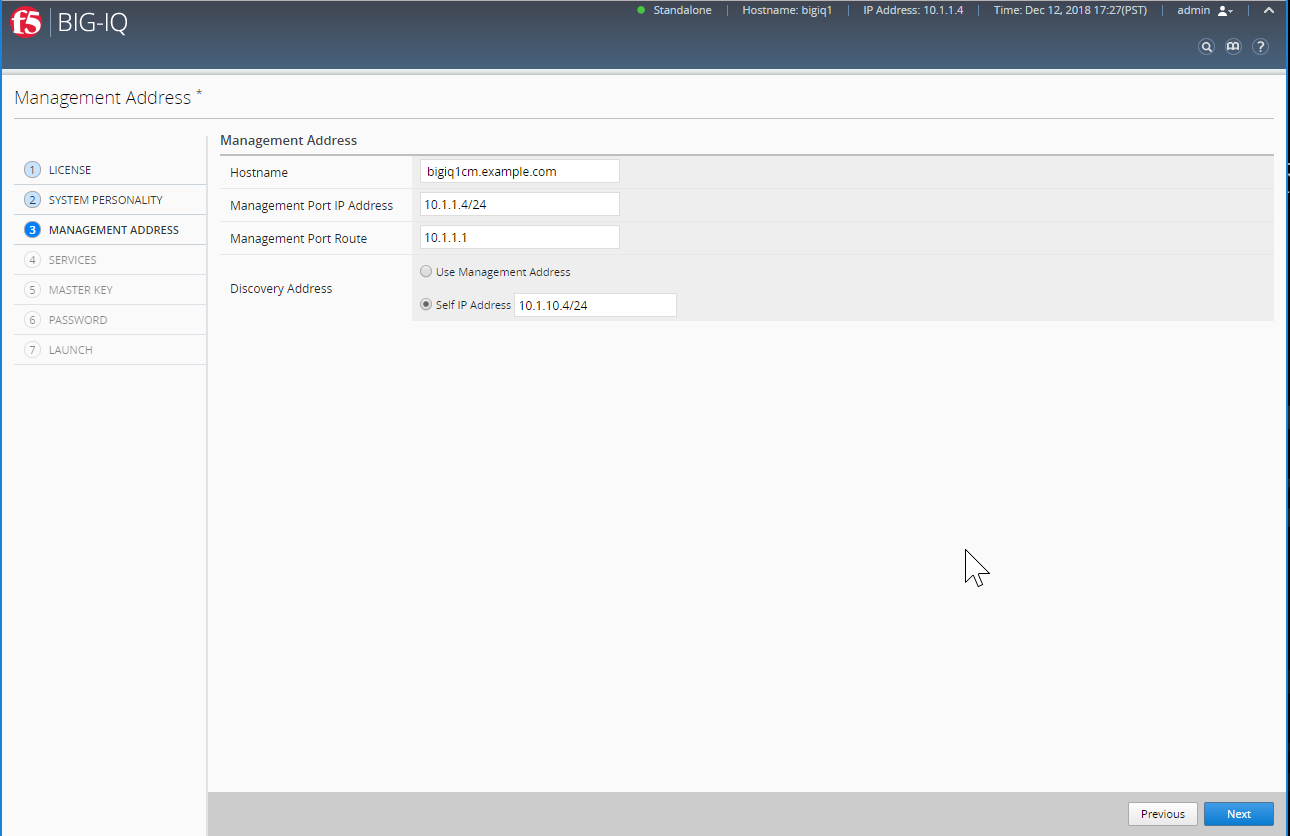 f5 BIG-IQ
Standalone Hostname: bigiq1 IP Address: 10.1.1.4 Time: Dec 12, 2018 17:27(PST) admin
?
Management Address *
1 LICENSE
2 SYSTEM PERSONALITY
3 MANAGEMENT ADDRESS
4 SERVICES
5 MASTER KEY
6 PASSWORD
7 LAUNCH
Management Address
Hostname bigiq1cm.example.com
Management Port IP Address 10.1.1.4/24
Management Port Route 10.1.1.1
Discovery Address
Use Management Address
Self IP Address 10.1.10.4/24
Previous Next